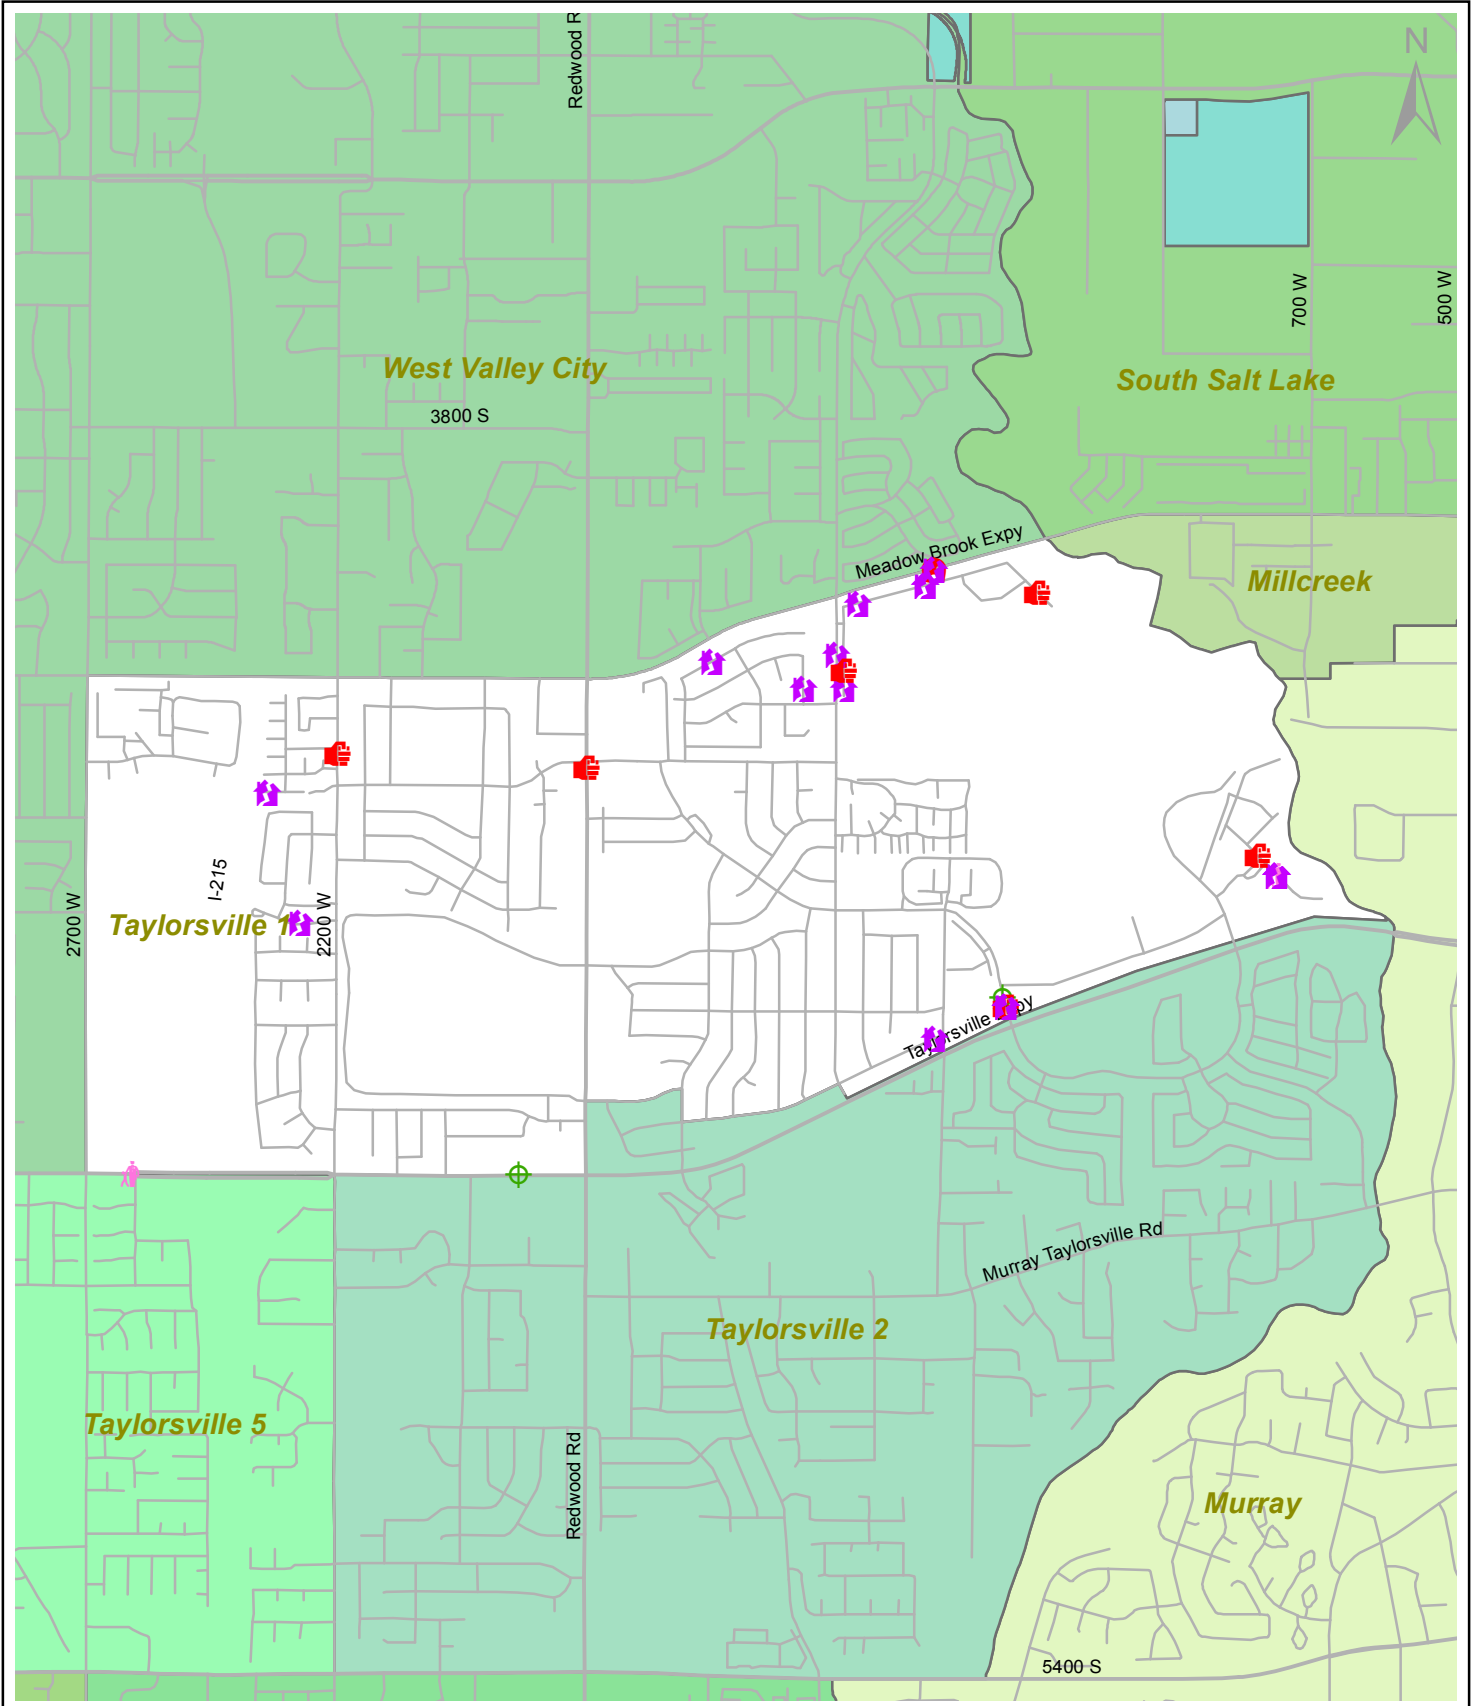 Redwood R
N
700 W
500 W
West Valley City
South Salt Lake
3800 S
Meadow Brook Expy
Millcreek
I-215
2700 W
Taylorsville 1
2200 W
Taylorsville Expy
Murray Taylorsville Rd
Taylorsville 2
Taylorsville 5
Redwood Rd
Murray
5400 S